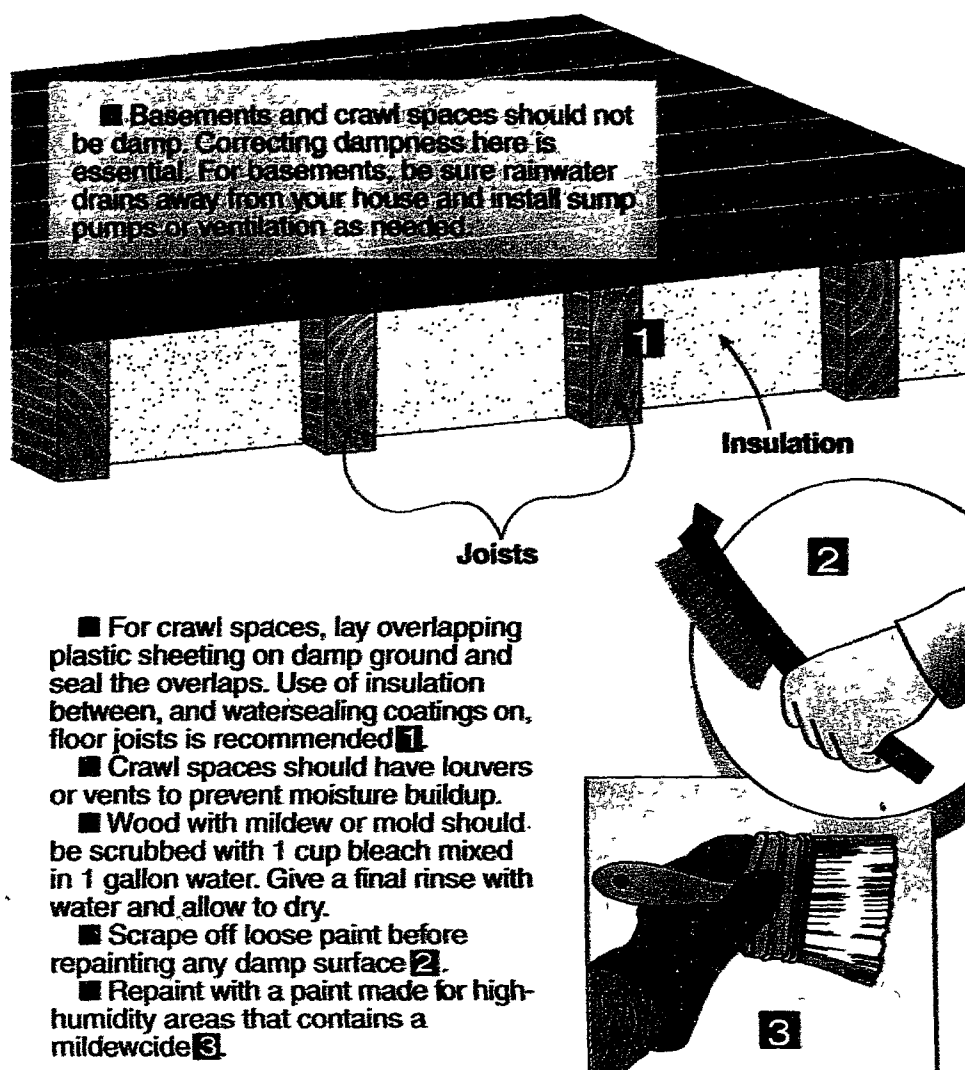 ■ Basements and crawl spaces should not
be damp. Correcting dampness here is
essential. For basements, be sure rainwater
drains away from your house and install sump
pumps or ventilation as needed.
1
Insulation
Joists
2
■ For crawl spaces, lay overlapping
plastic sheeting on damp ground and
seal the overlaps. Use of insulation
between, and watersealing coatings on,
floor joists is recommended 1.
■ Crawl spaces should have louvers
or vents to prevent moisture buildup.
■ Wood with mildew or mold should
be scrubbed with 1 cup bleach mixed
in 1 gallon water. Give a final rinse with
water and allow to dry.
■ Scrape off loose paint before
repainting any damp surface 2.
■ Repaint with a paint made for high-
humidity areas that contains a
mildewcide 3.
3